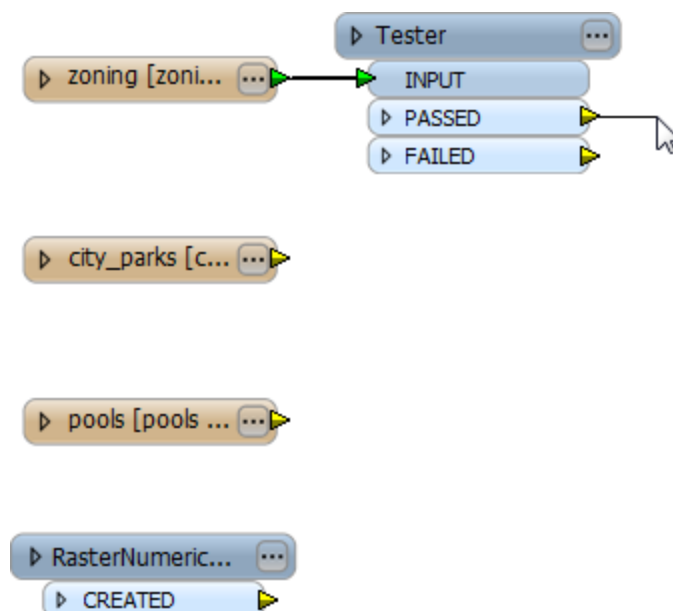 Tester
zoning [zoni...
INPUT
PASSED
FAILED
city_parks [c...
pools [pools ...
RasterNumeric...
CREATED